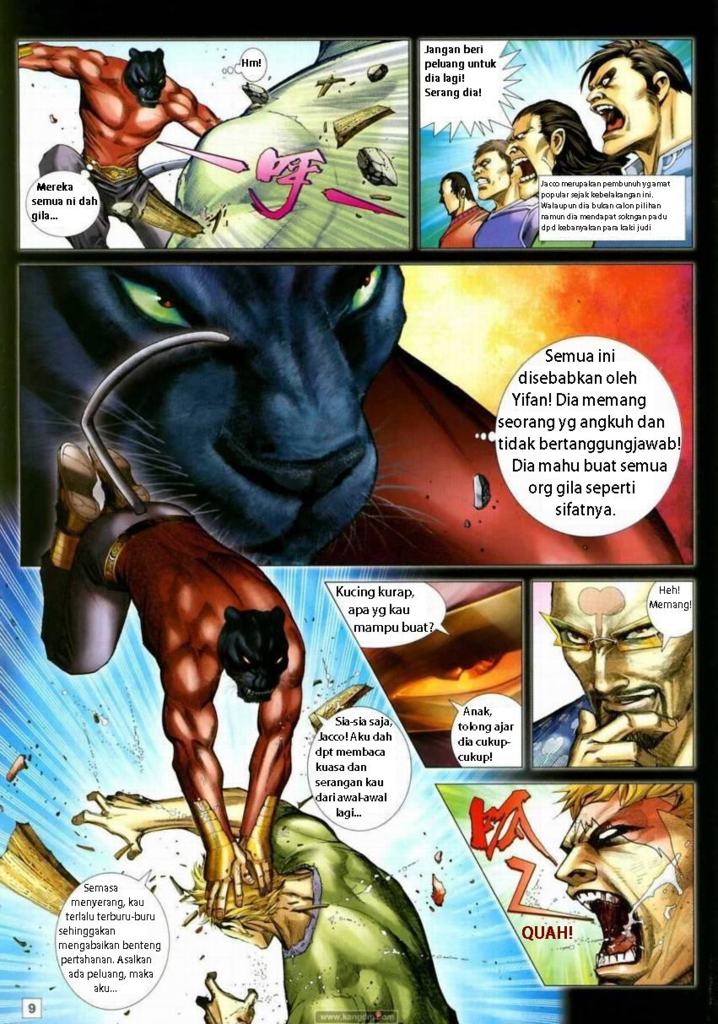 Hm!
Mereka
semua ni dah
gila...
呼
Jangan beri
peluang untuk
dia lagi!
Serang dia!
Jacco merupakan pembunuh yg amat
popular sejak kebelakangan ini.
Walaupun dia bukan calon pilihan
namun dia mendapat sokngan padu
dpd kebanyakan para kaki judi
Semua ini
disebabkan oleh
Yifan! Dia memang
seorang yg angkuh dan
tidak bertanggungjawab!
Dia mahu buat semua
org gila seperti
sifatnya.
Kucing kurap,
apa yg kau
mampu buat?
Anak,
tolong ajar
dia cukup-
cukup!
Heh!
Memang!
Sia-sia saja,
Jacco! Aku dah
dpt membaca
kuasa dan
serangan kau
dari awal-awal
lagi...
Semasa
menyerang, kau
terlalu terburu-buru
sehinggakan
mengabaikan benteng
pertahanan. Asalkan
ada peluang, maka
aku...
QUAH!
9
www.kangdm.com